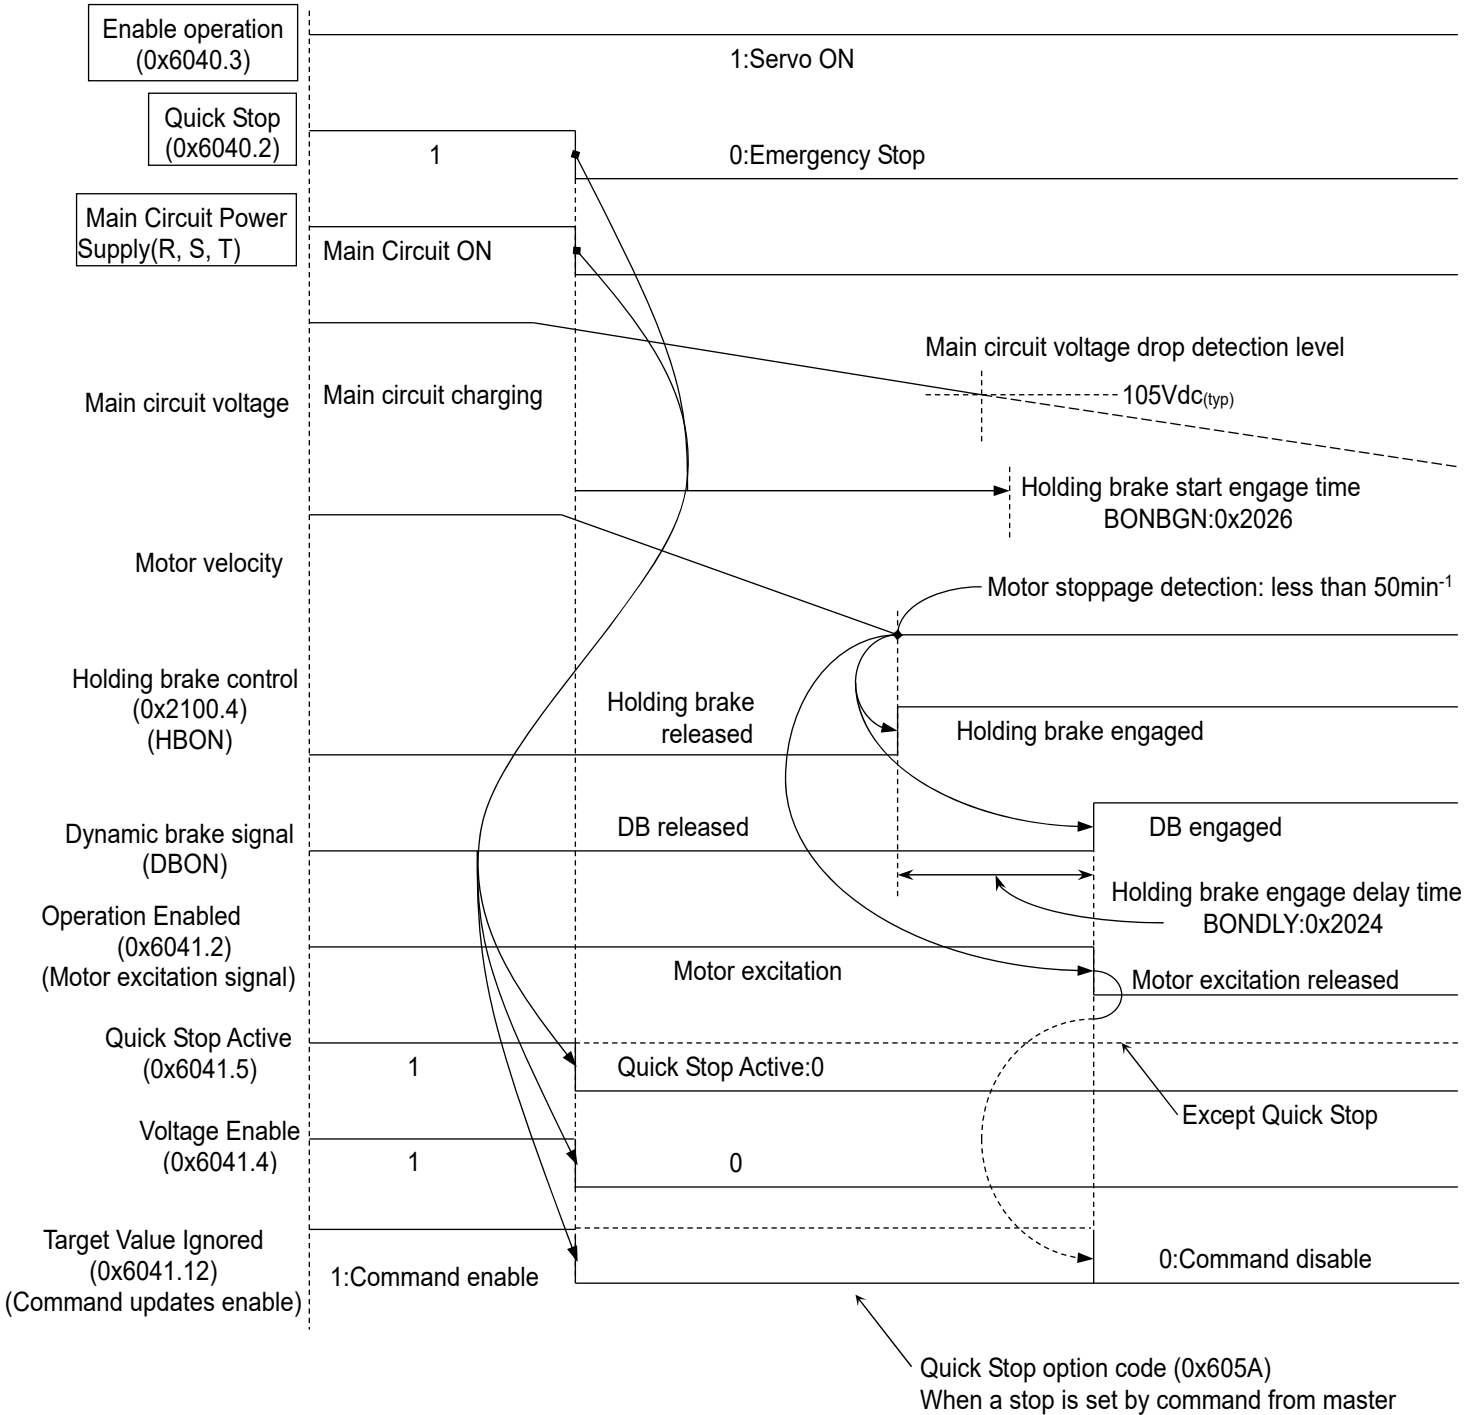 Enable operation
(0x6040.3)
1:Servo ON
Quick Stop
(0x6040.2)
1
0:Emergency Stop
Main Circuit Power
Supply(R, S, T)
Main Circuit ON
Main circuit voltage drop detection level
Main circuit voltage
Main circuit charging
105Vdc(typ)
Holding brake start engage time
BONBGN:0x2026
Motor velocity
Motor stoppage detection: less than 50min-1
Holding brake control
(0x2100.4)
(HBON)
Holding brake
released
Holding brake engaged
Dynamic brake signal
(DBON)
DB released
DB engaged
Holding brake engage delay time
BONDLY:0x2024
Operation Enabled
(0x6041.2)
(Motor excitation signal)
Motor excitation
Motor excitation released
Quick Stop Active
(0x6041.5)
1
Quick Stop Active:0
Except Quick Stop
Voltage Enable
(0x6041.4)
1
0
Target Value Ignored
(0x6041.12)
(Command updates enable)
1:Command enable
0:Command disable
Quick Stop option code (0x605A)
When a stop is set by command from master